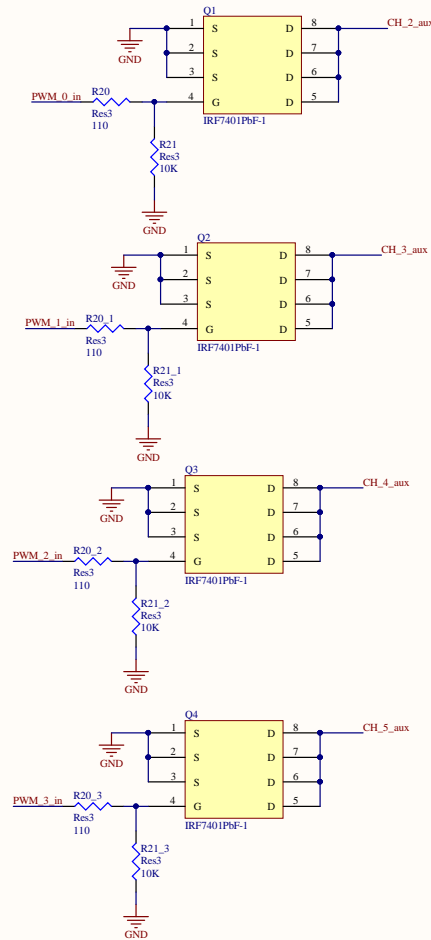 Q1
1 S D 8 CH_2_aux
2 S D 7
GND
3 S D 6
R20
PWM_0_in 4 G D 5
Res3
110
IRF7401PbF-1
R21
Res3
10K
GND
Q2
1 S D 8 CH_3_aux
2 S D 7
GND
3 S D 6
R20_1
PWM_1_in 4 G D 5
Res3
110
IRF7401PbF-1
R21_1
Res3
10K
GND
Q3
1 S D 8 CH_4_aux
2 S D 7
GND
3 S D 6
R20_2
PWM_2_in 4 G D 5
Res3
110
IRF7401PbF-1
R21_2
Res3
10K
GND
Q4
1 S D 8 CH_5_aux
2 S D 7
GND
3 S D 6
R20_3
PWM_3_in 4 G D 5
Res3
110
IRF7401PbF-1
R21_3
Res3
10K
GND